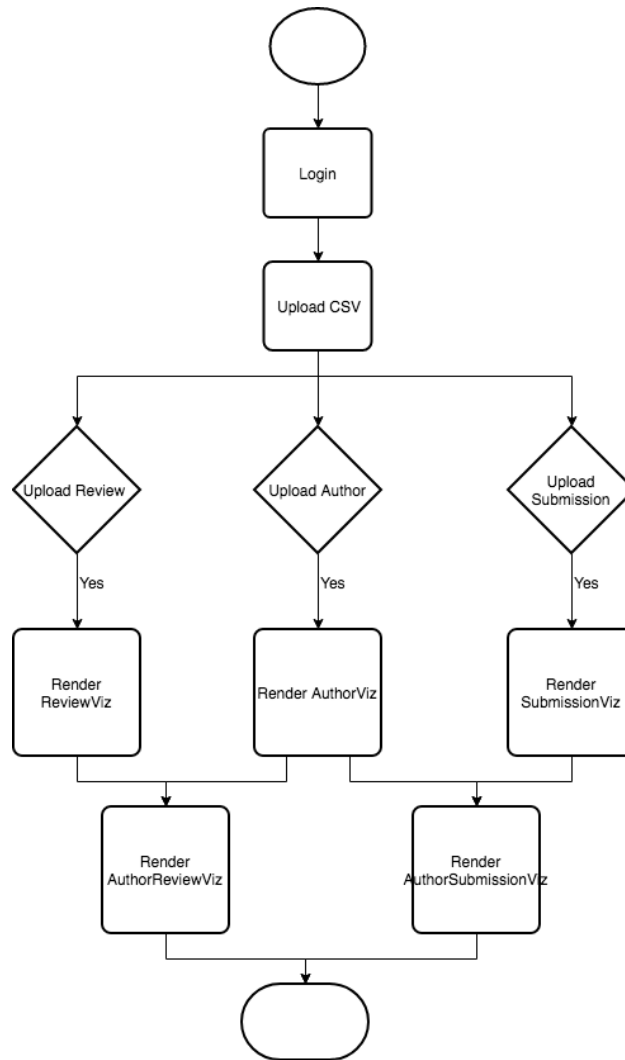 Login
Upload CSV
Upload Review
Upload Author
Upload
Submission
Yes
Yes
Yes
Render
ReviewViz
Render AuthorViz
Render
SubmissionViz
Render
AuthorReviewViz
Render
AuthorSubmissionViz